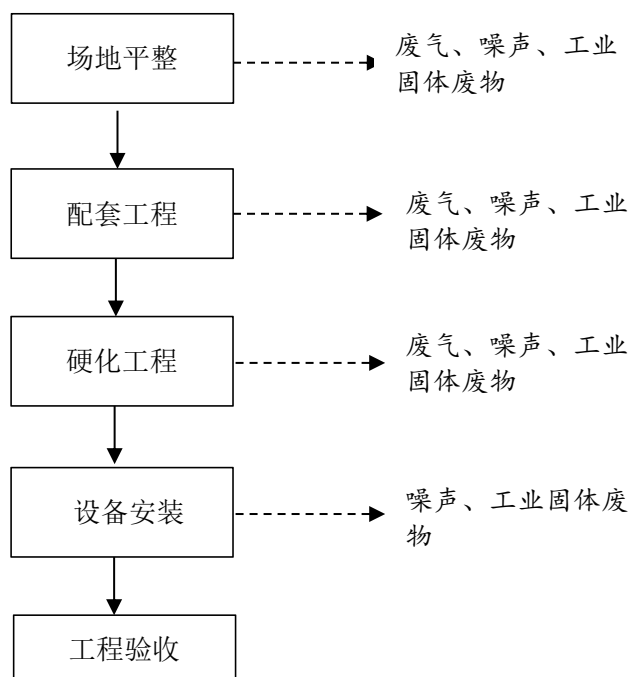 场地平整
废气、噪声、工业
固体废物
配套工程
废气、噪声、工业
固体废物
硬化工程
废气、噪声、工业
固体废物
设备安装
噪声、工业固体废
物
工程验收